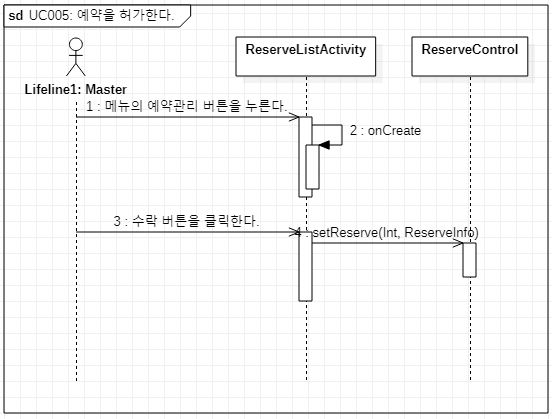 sd UC005: 예약을 허가한다.
ReserveListActivity
ReserveControl
Lifeline1: Master
1 : 메뉴의 예약관리 버튼을 누른다.
2 : onCreate
3 : 수락 버튼을 클릭한다.
4 : setReserve(Int, ReserveInfo)